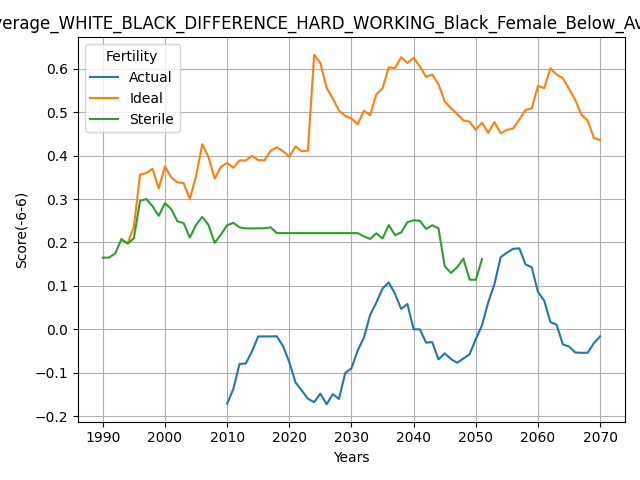 verage_WHITE_BLACK_DIFFERENCE_HARD_WORKING_Black_Female_Below_Av
Fertility
Actual
Ideal
Sterile
Score(-6-6)
0.6
0.5
0.4
0.3
0.2
0.1
0.0
−0.1
−0.2
1990 2000 2010 2020 2030 2040 2050 2060 2070
Years